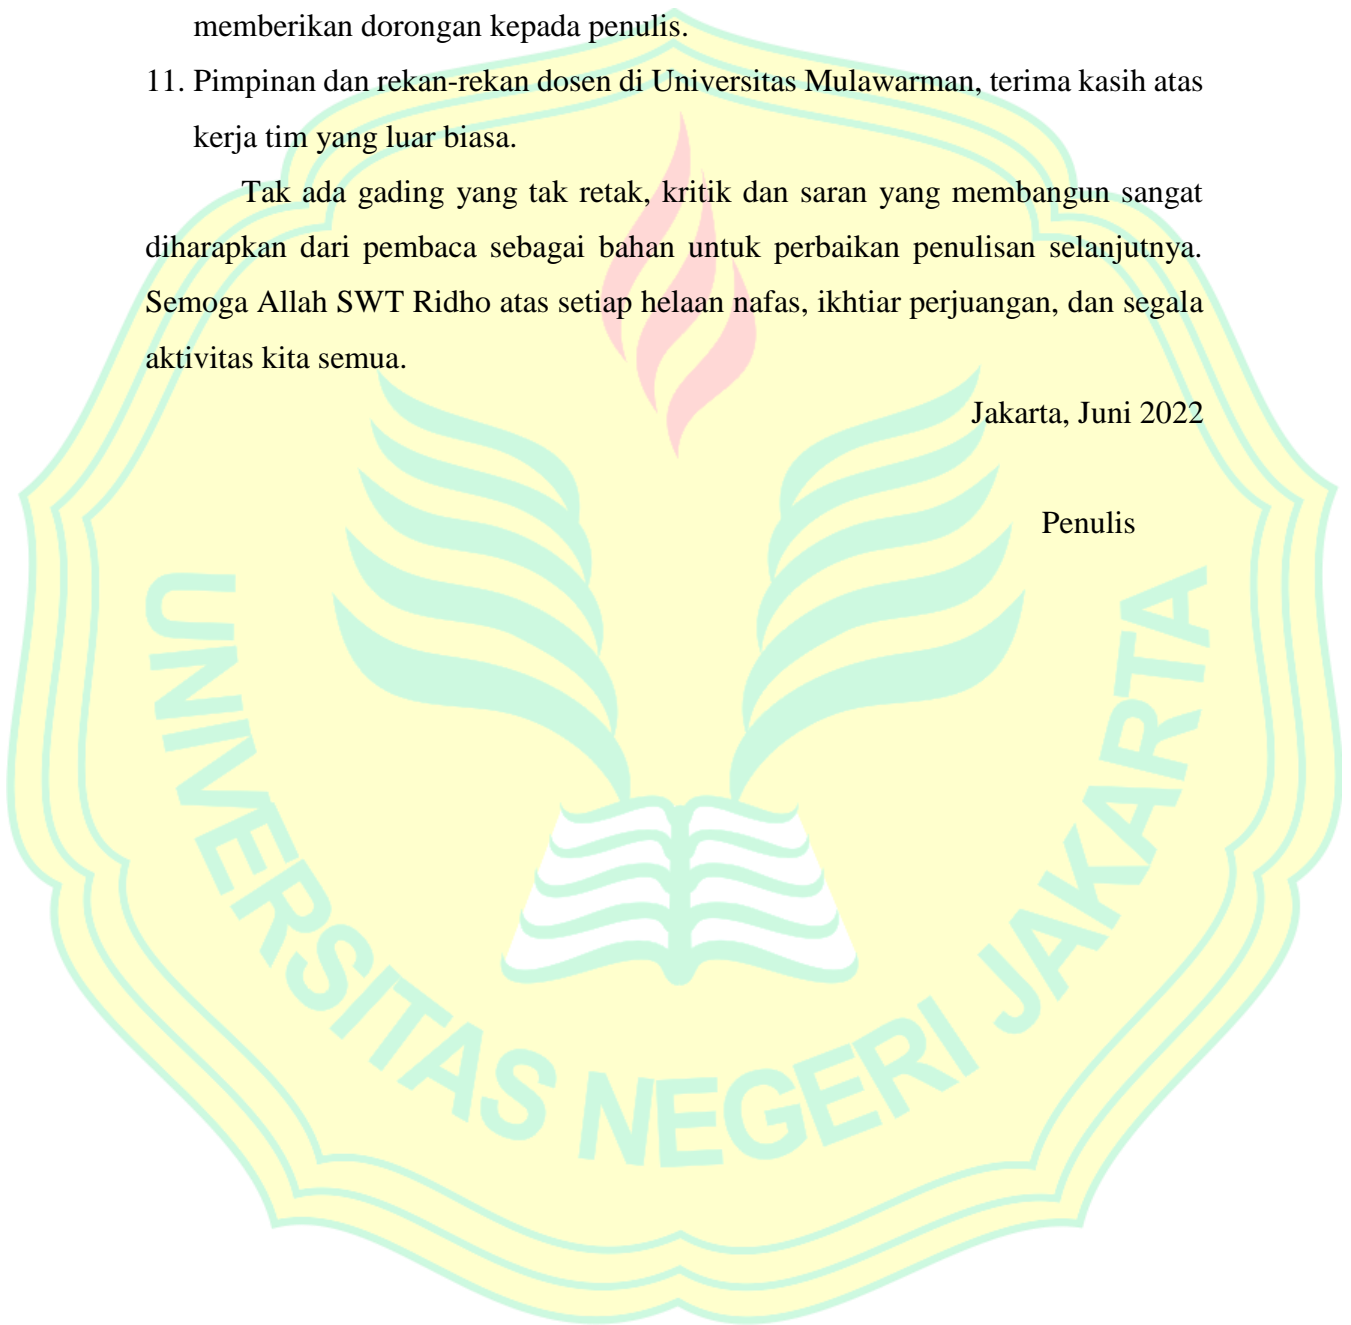 memberikan dorongan kepada penulis.
11. Pimpinan dan rekan-rekan dosen di Universitas Mulawarman, terima kasih atas
kerja tim yang luar biasa.
Tak ada gading yang tak retak, kritik dan saran yang membangun sangat
diharapkan dari pembaca sebagai bahan untuk perbaikan penulisan selanjutnya.
Semoga Allah SWT Ridho atas setiap helaan nafas, ikhtiar perjuangan, dan segala
aktivitas kita semua.
Jakarta, Juni 2022
Penulis
UNIVERSITAS NEGERI JAKARTA